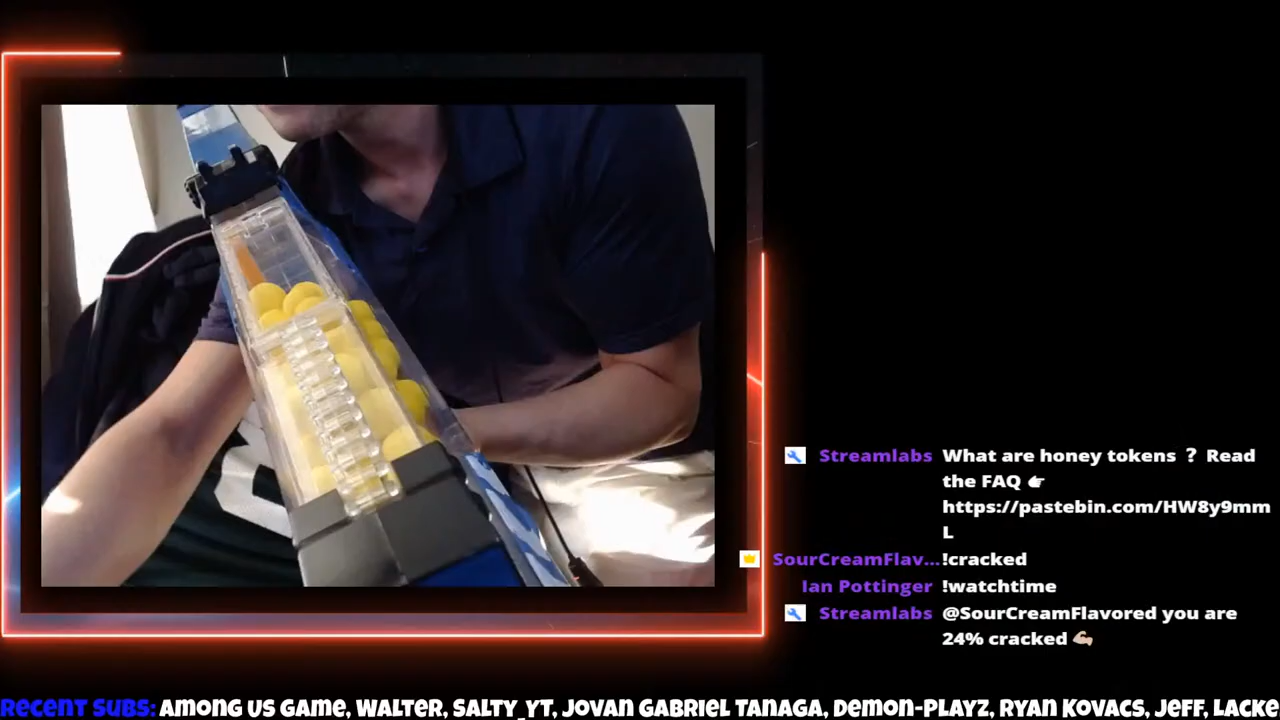 Streamlabs What are honey tokens ? Read
the FAQ
https://pastebin.com/HW8y9mm
L
SourCreamFlav... !cracked
Ian Pottinger !watchtime
Streamlabs @SourCreamFlavored you are
24% cracked
Recent Subs: Among Us Game, Walter, Salty_YT, Jovan Gabriel Tanaga, Demon-Playz, Ryan Kovacs, Jeff, Lacke